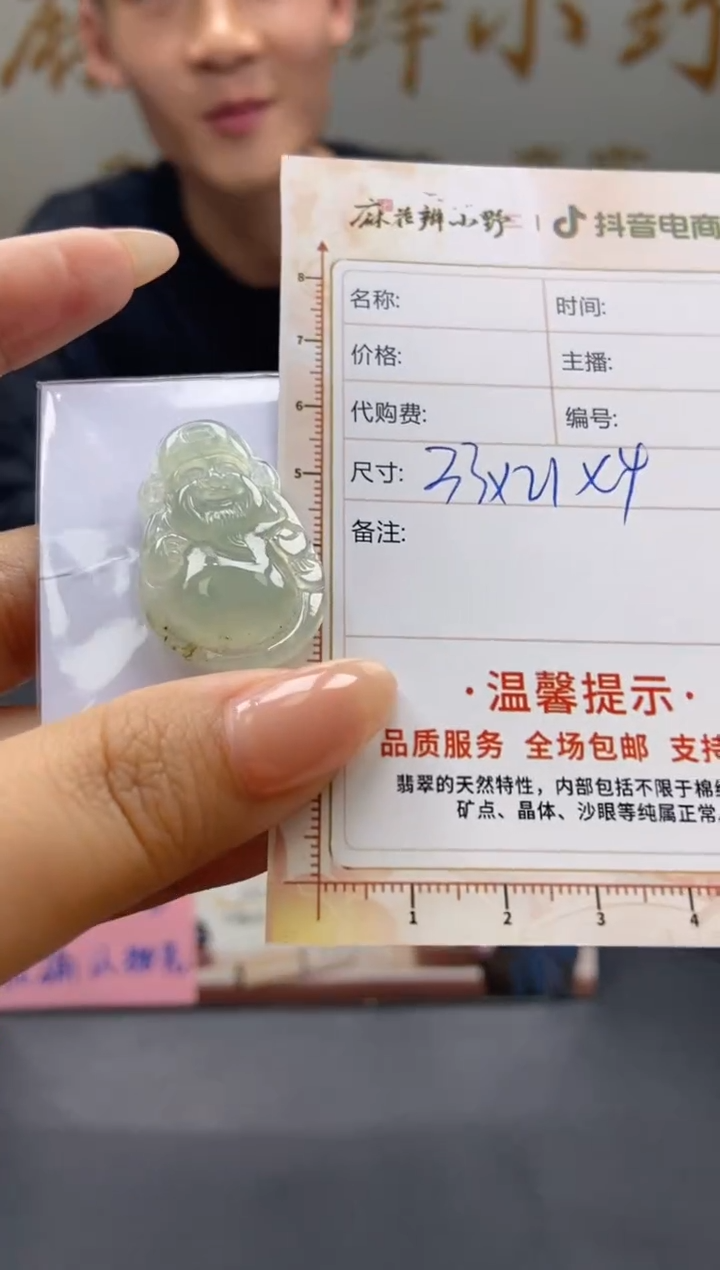 麻花辫小野 | 抖音电商
8
7
6
5
名称:
时间:
价格:
主播:
代购费:
编号:
尺寸: 33x21x4
备注:
·温馨提示·
品质服务 全场包邮 支持
翡翠的天然特性，内部包括不限于棉
矿点、晶体、沙眼等纯属正常
1 2 3 4